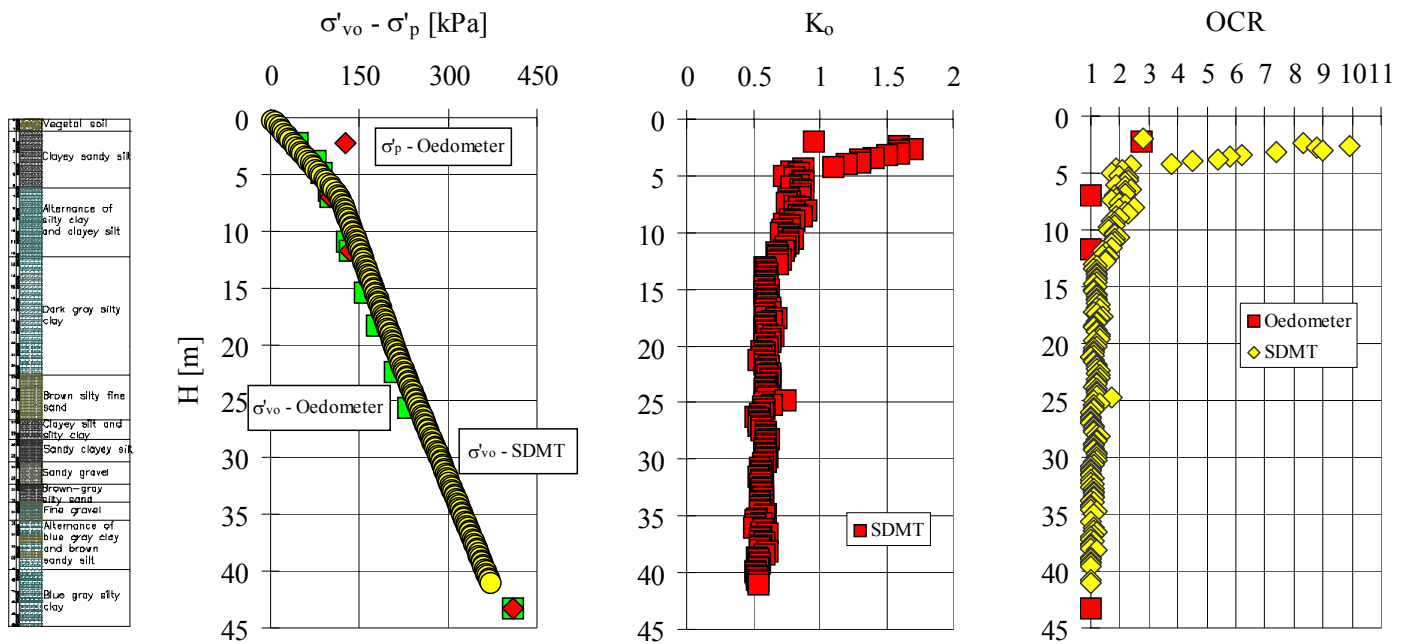 σ'vo - σ'p [kPa]
Ko
OCR
0 150 300 450
0 0.5 1 1.5 2
1 2 3 4 5 6 7 8 9 10 11
0
5
10
15
20
25
30
35
40
45
H [m]
σ'p - Oedometer
σ'vo - Oedometer
σ'vo - SDMT
0
5
10
15
20
25
30
35
40
45
SDMT
0
5
10
15
20
25
30
35
40
45
Oedometer
SDMT
Vegetal soil
Clayey sandy silt
Alternance of
silty clay
and clayey silt
Dark gray silty
clay
Brown silty fine
sand
Clayey silt and
silty clay
Sandy clayey silt
Sandy gravel
Brown-gray
silty sand
Fine gravel
Alternance of
blue gray clay
and brown
sandy silt
Blue gray silty
clay